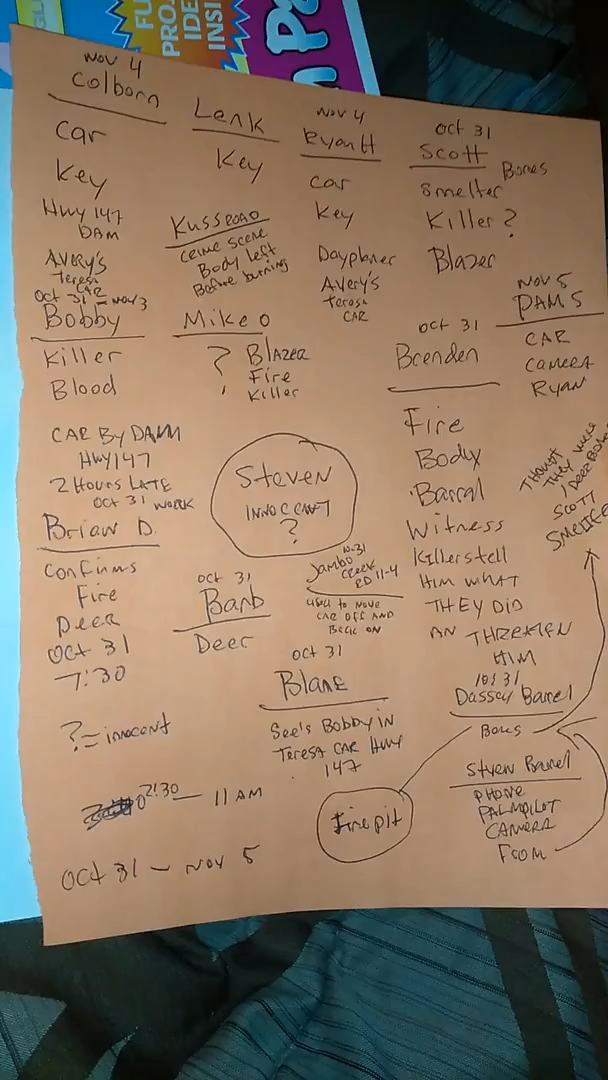 FU
PRO
IDE
INSI
Nov 4
Colborn
Car
Key
Hwy 147
DAM
AVERY'S
Teresa
CAR
Lenk
Key
Kuss ROAD
Crime scene
Body left
Before burning
Nov 4
Ryan H
Car
Key
Dayplaner
Avery's
Teresa
CAR
Oct 31
Scott
Bones
Smelter
Killer ?
Blazer
Oct 31 - Nov 3
Bobby
Killer
Blood
CAR By DAM
Hwy 147
2 HOURS LATE
Oct 31 WORK
Mike O
?
Blazer
Fire
Killer
Nov 5
PAM S
CAR
CAMERA
RYAN
Oct 31
Brenden
Fire
Body
Barral
Witness
Killers tell
Him WHAT
THEY DID
AN THREATEN
HIM
THOUGHT
THEY WERE
DEER BONES
SCOTT
SMELTER
Steven
INNOCENT
?
Brian D.
Confirms
Fire
Deer
Oct 31
7:30
Oct 31
Barb
Deer
Jambo
Creek
RD 11-4
10-31
USED TO MOVE
CAR OFF AND
BACK ON
Oct 31
Blane
See's Bobby in
Teresa CAR Hwy
147
10/31
Dassey Barrel
Bones
Steven Barrel
PHONE
PALMPILOT
CAMERA
FROM
Fire pit
? = innocent
2:30 — 11 AM
Oct 31 — Nov 5